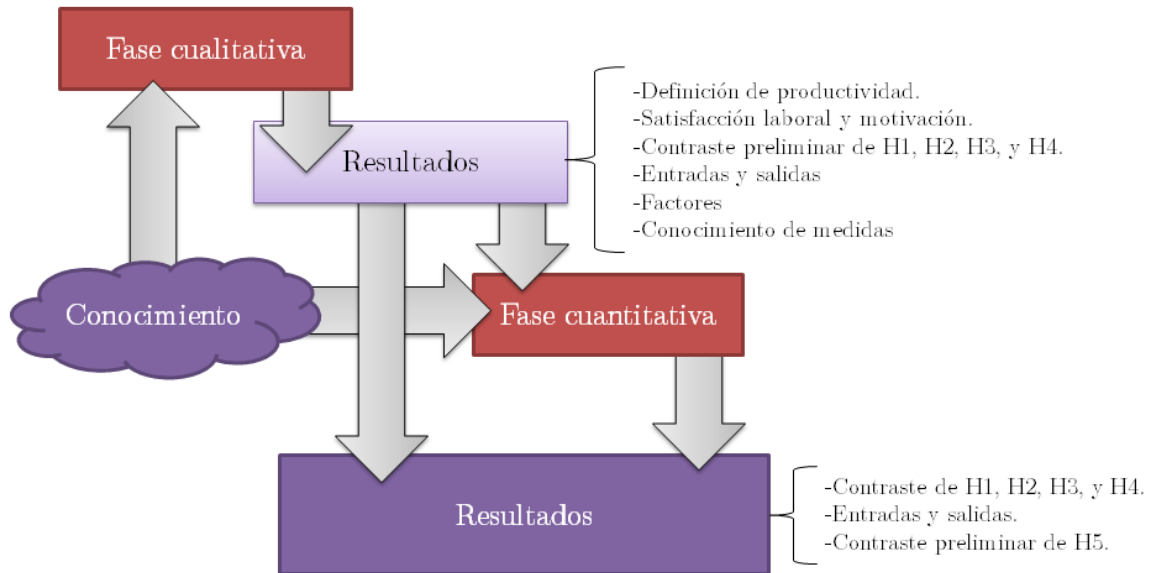 Fase cualitativa
Resultados
-Definición de productividad.
-Satisfacción laboral y motivación.
-Contraste preliminar de H1, H2, H3, y H4.
-Entradas y salidas
-Factores
-Conocimiento de medidas
Conocimiento
Fase cuantitativa
Resultados
-Contraste de H1, H2, H3, y H4.
-Entradas y salidas.
-Contraste preliminar de H5.